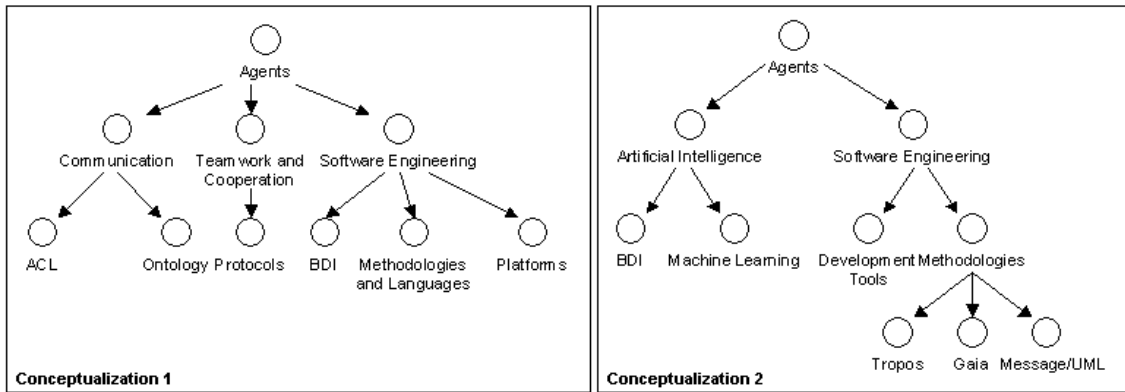 Agents
Communication
Teamwork and
Cooperation
Software Engineering
ACL
Ontology
Protocols
BDI
Methodologies
and Languages
Platforms
Conceptualization 1
Agents
Artificial Intelligence
Software Engineering
BDI
Machine Learning
Development
Tools
Methodologies
Tropos
Gaia
Message/UML
Conceptualization 2